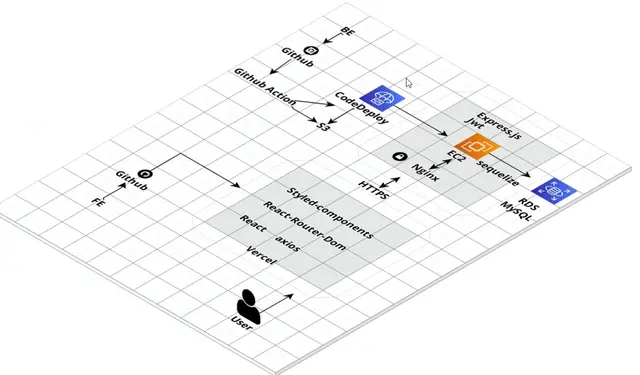 BE
Github
Github Action
CodeDeploy
S3
Express.js
Jwt
EC2
sequelize
Nginx
HTTPS
RDS
MySQL
Github
FE
Styled-components
React-Router-Dom
React axios
Vercel
User